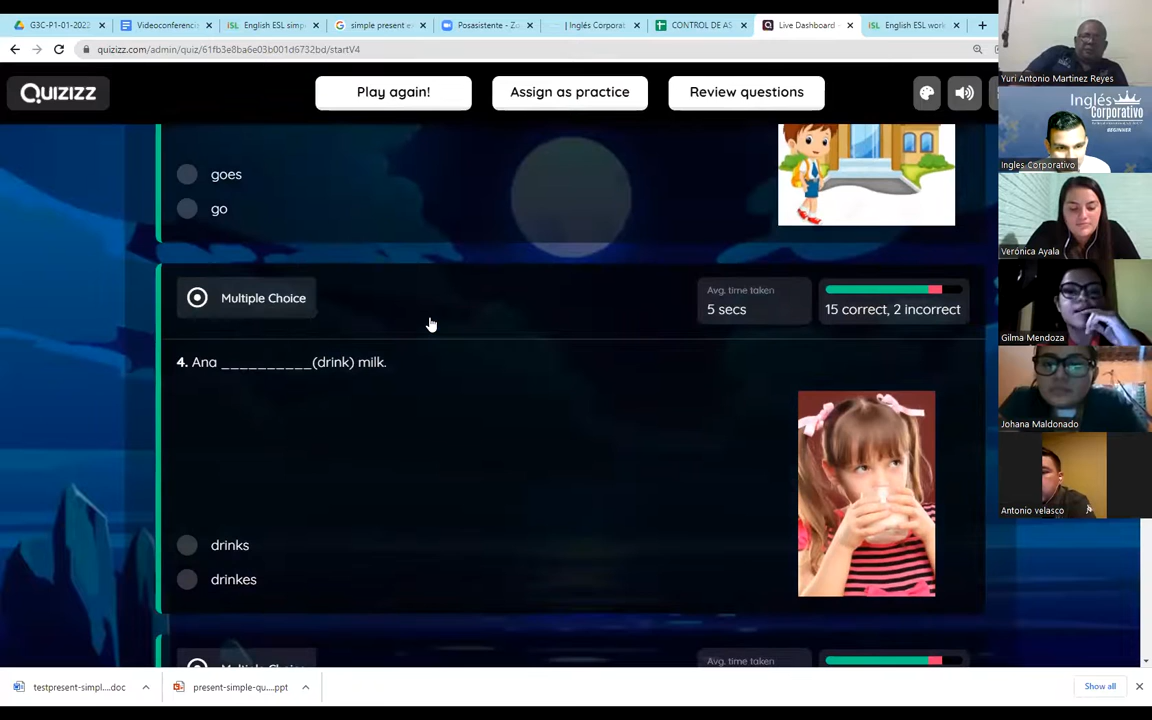 G3C-P1-01-2022
Videoconferenci
English ESL simp
simple present e
Posasistente - Zo
| Inglés Corporat
CONTROL DE AS
Live Dashboard
English ESL work
quizizz.com/admin/quiz/61fb3e8ba6e03b001d6732bd/startV4
Quizizz
Play again!
Assign as practice
Review questions
goes
go
Multiple Choice
Avg. time taken
5 secs
15 correct, 2 incorrect
4. Ana __________(drink) milk.
drinks
drinkes
Multiple Choice
Avg. time taken
testpresent-simpl....doc
present-simple-qu....ppt
Show all
Yuri Antonio Martinez Reyes
Inglés
Corporativo
BEGINNER
Ingles Corporativo
Verónica Ayala
Gilma Mendoza
Johana Maldonado
Antonio velasco